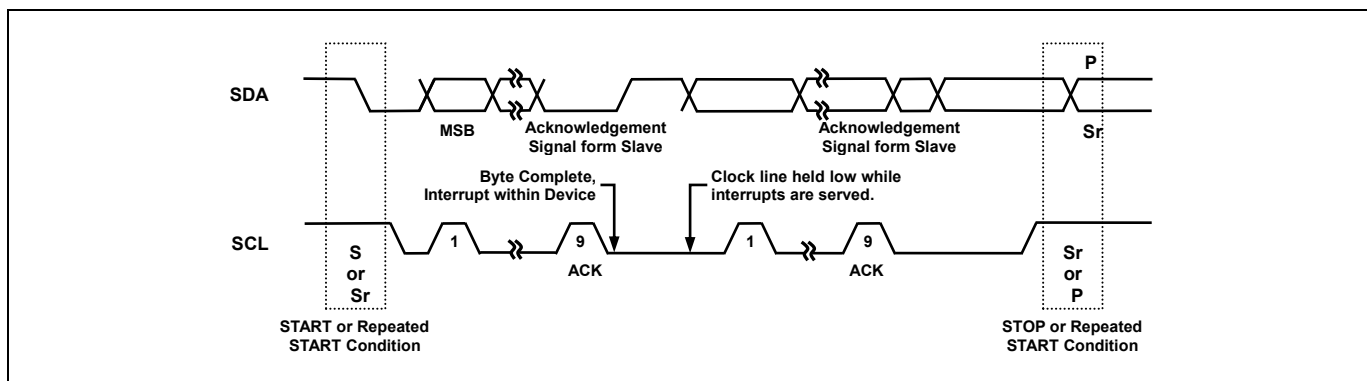 P
SDA
MSB
Acknowledgement
Signal form Slave
Acknowledgement
Signal form Slave
Sr
Byte Complete,
Interrupt within Device
Clock line held low while
interrupts are served.
SCL
1
9
1
9
ACK
ACK
S
or
Sr
Sr
or
P
START or Repeated
START Condition
STOP or Repeated
START Condition